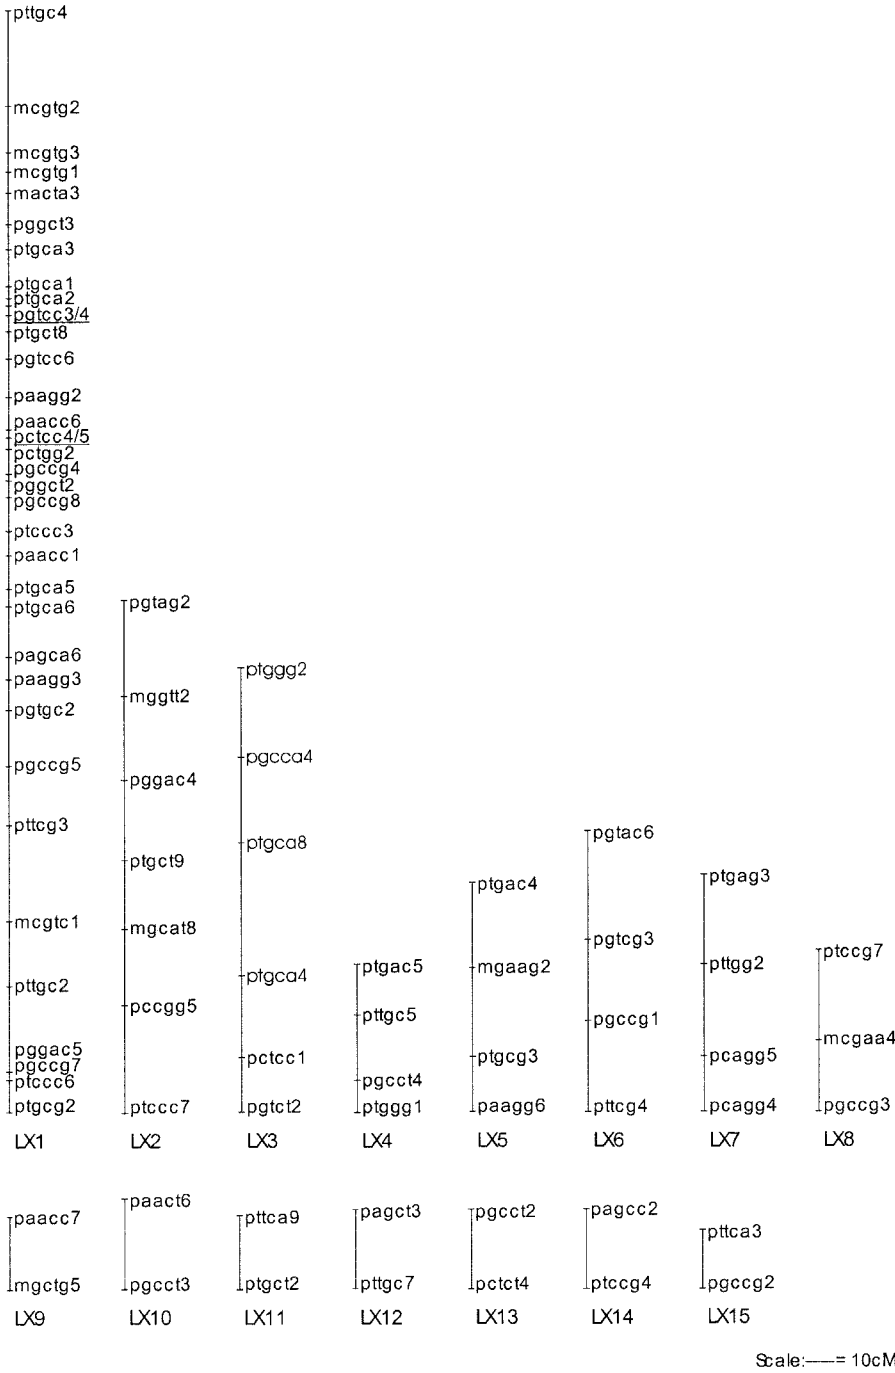 pttgc4
mcgtg2
mcgtg3
mcgtg1
macta3
pggct3
ptgca3
ptgca1
ptgca2
pgtcc3/4
ptgct8
pgtcc6
paagg2
paacc6
pctcc4/5
pctgg2
pgccg4
pggct2
pgccg8
ptccc3
paacc1
ptgca5
ptgca6
pagca6
paagg3
pgtgc2
pgccg5
pttcg3
mcgtc1
pttgc2
pggac5
pgccg7
ptccc6
ptgcg2
LX1
pgtag2
mggtt2
pggac4
ptgct9
mgcat8
pccgg5
ptccc7
LX2
ptggg2
pgcca4
ptgca8
ptgca4
pctcc1
pgtct2
LX3
ptgac5
pttgc5
pgcct4
ptggg1
LX4
ptgac4
mgaag2
ptgcg3
paagg6
LX5
pgtac6
pgtcg3
pgccg1
pttcg4
LX6
ptgag3
pttgg2
pcagg5
pcagg4
LX7
ptccg7
mcgaa4
pgccg3
LX8
paacc7
mgctg5
LX9
paact6
pgcct3
LX10
pttca9
ptgct2
LX11
pagct3
pttgc7
LX12
pgcct2
pctct4
LX13
pagcc2
ptccg4
LX14
pttca3
pgccg2
LX15
Scale:—= 10cM